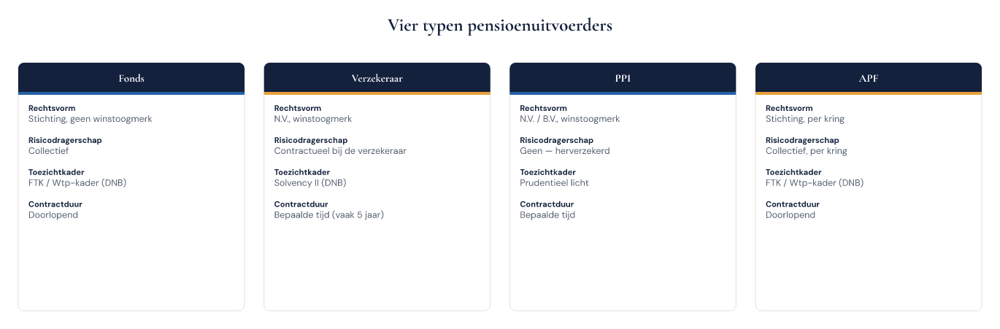 Vier typen pensioenuitvoerders
Fonds
Rechtsvorm
Stichting, geen winstoogmerk
Risicodragerschap
Collectief
Toezichtkader
FTK / Wtp-kader (DNB)
Contractduur
Doorlopend
Verzekeraar
Rechtsvorm
N.V., winstoogmerk
Risicodragerschap
Contractueel bij de verzekeraar
Toezichtkader
Solvency II (DNB)
Contractduur
Bepaalde tijd (vaak 5 jaar)
PPI
Rechtsvorm
N.V. / B.V., winstoogmerk
Risicodragerschap
Geen — herverzekerd
Toezichtkader
Prudentieel licht
Contractduur
Bepaalde tijd
APF
Rechtsvorm
Stichting, per kring
Risicodragerschap
Collectief, per kring
Toezichtkader
FTK / Wtp-kader (DNB)
Contractduur
Doorlopend